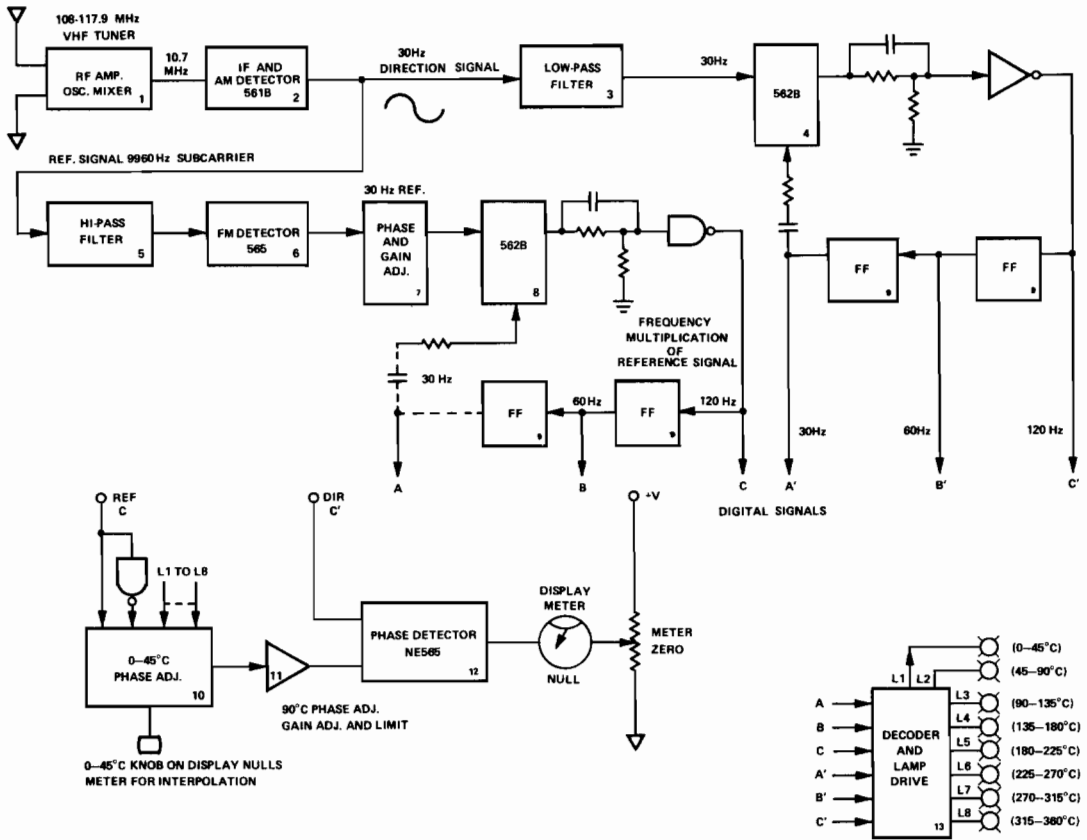 108-117.9 MHz
VHF TUNER
RF AMP.
OSC. MIXER
1
10.7
MHz
IF AND
AM DETECTOR
561B
2
30Hz
DIRECTION SIGNAL
LOW-PASS
FILTER
3
30Hz
562B
4
REF. SIGNAL 9960 Hz SUBCARRIER
HI-PASS
FILTER
5
FM DETECTOR
565
6
30 Hz REF.
PHASE
AND
GAIN
ADJ.
7
562B
8
FF
9
FF
9
FREQUENCY
MULTIPLICATION
OF
REFERENCE SIGNAL
30 Hz
FF
9
60 Hz
FF
9
120 Hz
30Hz
60Hz
120 Hz
A
B
C
A'
B'
C'
DIGITAL SIGNALS
REF
C
DIR
C'
+V
L1 TO L8
0–45°C
PHASE ADJ.
10
11
90°C PHASE ADJ.
GAIN ADJ. AND LIMIT
PHASE DETECTOR
NE565
12
DISPLAY
METER
NULL
METER
ZERO
0–45°C KNOB ON DISPLAY NULLS
METER FOR INTERPOLATION
A
B
C
A'
B'
C'
DECODER
AND
LAMP
DRIVE
13
L1 (0–45°C)
L2 (45–90°C)
L3 (90–135°C)
L4 (135–180°C)
L5 (180–225°C)
L6 (225–270°C)
L7 (270–315°C)
L8 (315–360°C)